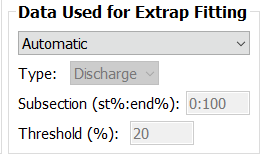 Data Used for Extrap Fitting
Automatic
Type: Discharge
Subsection (st%:end%): 0:100
Threshold (%): 20